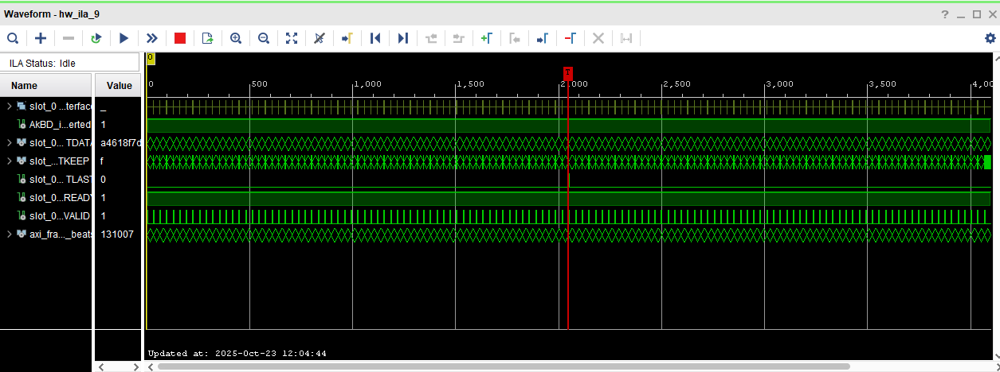 Waveform - hw_ila_9
ILA Status: Idle
Name Value
0
0 500 1,000 1,500 2,000 2,500 3,000 3,500 4,0
T
slot_0 ...terfac _
AkBD_i...erted 1
slot_0... TDATA a4618f7d
slot_...TKEEP f
slot_0... TLAST 0
slot_0...READY 1
slot_0...VALID 1
axi_fra..._beats 131007
Updated at: 2025-Oct-23 12:04:44